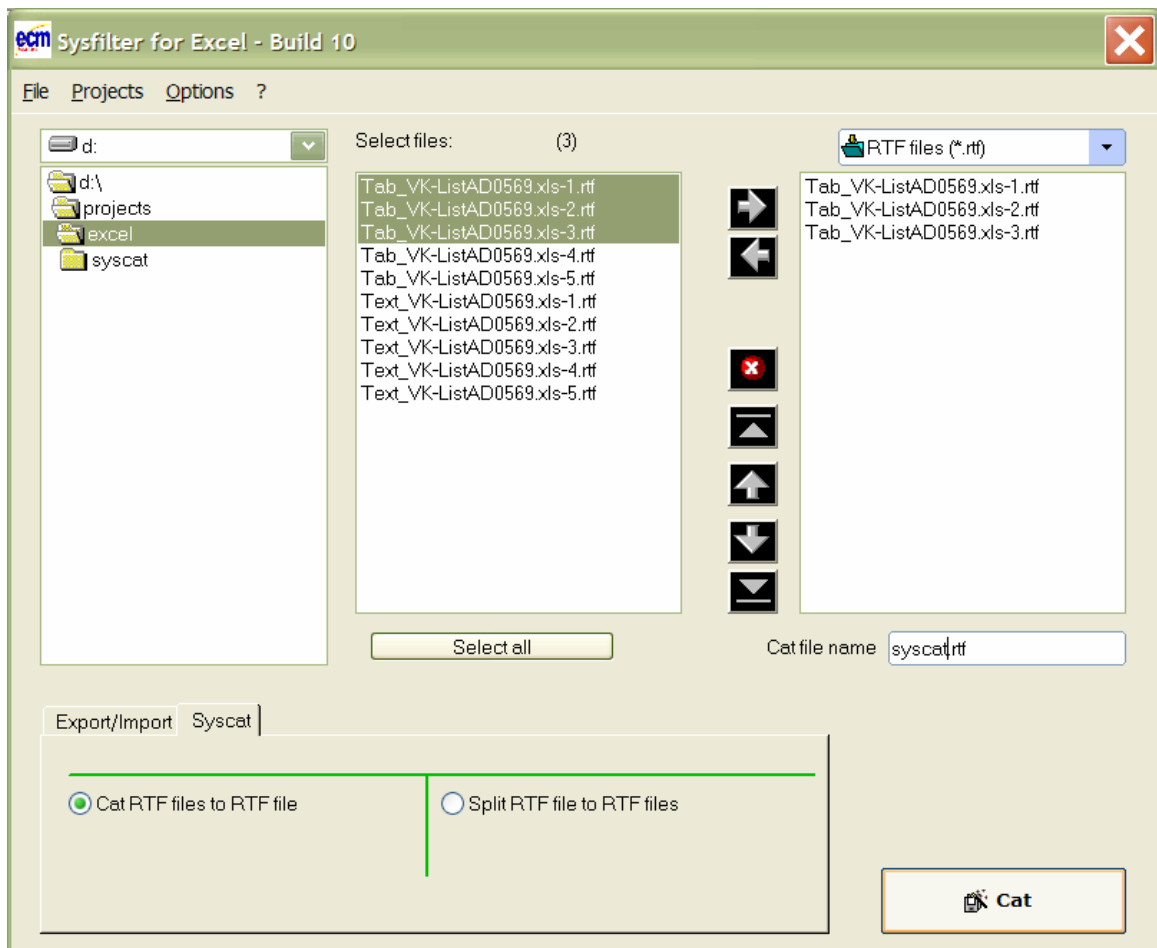 ecm Sysfilter for Excel - Build 10
File Projects Options ?
d:
Select files: (3)
RTF files (*.rtf)
d:\
projects
excel
syscat
Tab_VK-ListAD0569.xls-1.rtf
Tab_VK-ListAD0569.xls-2.rtf
Tab_VK-ListAD0569.xls-3.rtf
Tab_VK-ListAD0569.xls-4.rtf
Tab_VK-ListAD0569.xls-5.rtf
Text_VK-ListAD0569.xls-1.rtf
Text_VK-ListAD0569.xls-2.rtf
Text_VK-ListAD0569.xls-3.rtf
Text_VK-ListAD0569.xls-4.rtf
Text_VK-ListAD0569.xls-5.rtf
Tab_VK-ListAD0569.xls-1.rtf
Tab_VK-ListAD0569.xls-2.rtf
Tab_VK-ListAD0569.xls-3.rtf
Select all
Cat file name syscat.rtf
Export/Import Syscat
Cat RTF files to RTF file
Split RTF file to RTF files
Cat